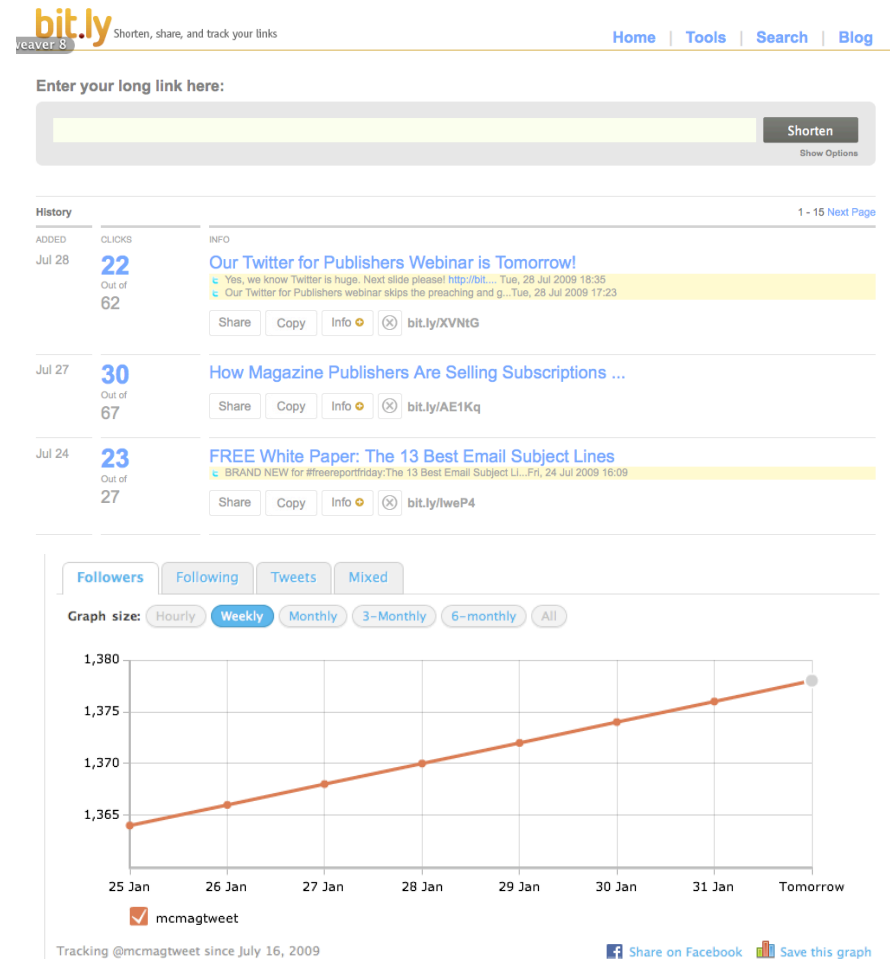 bit.ly Shorten, share, and track your links
weaver 8
Home | Tools | Search | Blog
Enter your long link here:
Shorten
Show Options
History 1 - 15 Next Page
ADDED CLICKS INFO
Jul 28 22 Our Twitter for Publishers Webinar is Tomorrow!
Yes, we know Twitter is huge. Next slide please! http://bit.... Tue, 28 Jul 2009 18:35
Out of
Our Twitter for Publishers webinar skips the preaching and g...Tue, 28 Jul 2009 17:23
62
Share Copy Info bit.ly/XVNtG
Jul 27 30 How Magazine Publishers Are Selling Subscriptions ...
Out of
67 Share Copy Info bit.ly/AE1Kq
Jul 24 23 FREE White Paper: The 13 Best Email Subject Lines
BRAND NEW for #freereportfriday:The 13 Best Email Subject Li...Fri, 24 Jul 2009 16:09
Out of
27 Share Copy Info bit.ly/IweP4
Followers Following Tweets Mixed
Graph size: Hourly Weekly Monthly 3-Monthly 6-monthly All
1,380
1,375
1,370
1,365
25 Jan 26 Jan 27 Jan 28 Jan 29 Jan 30 Jan 31 Jan Tomorrow
mcmagtweet
Tracking @mcmagtweet since July 16, 2009 Share on Facebook Save this graph